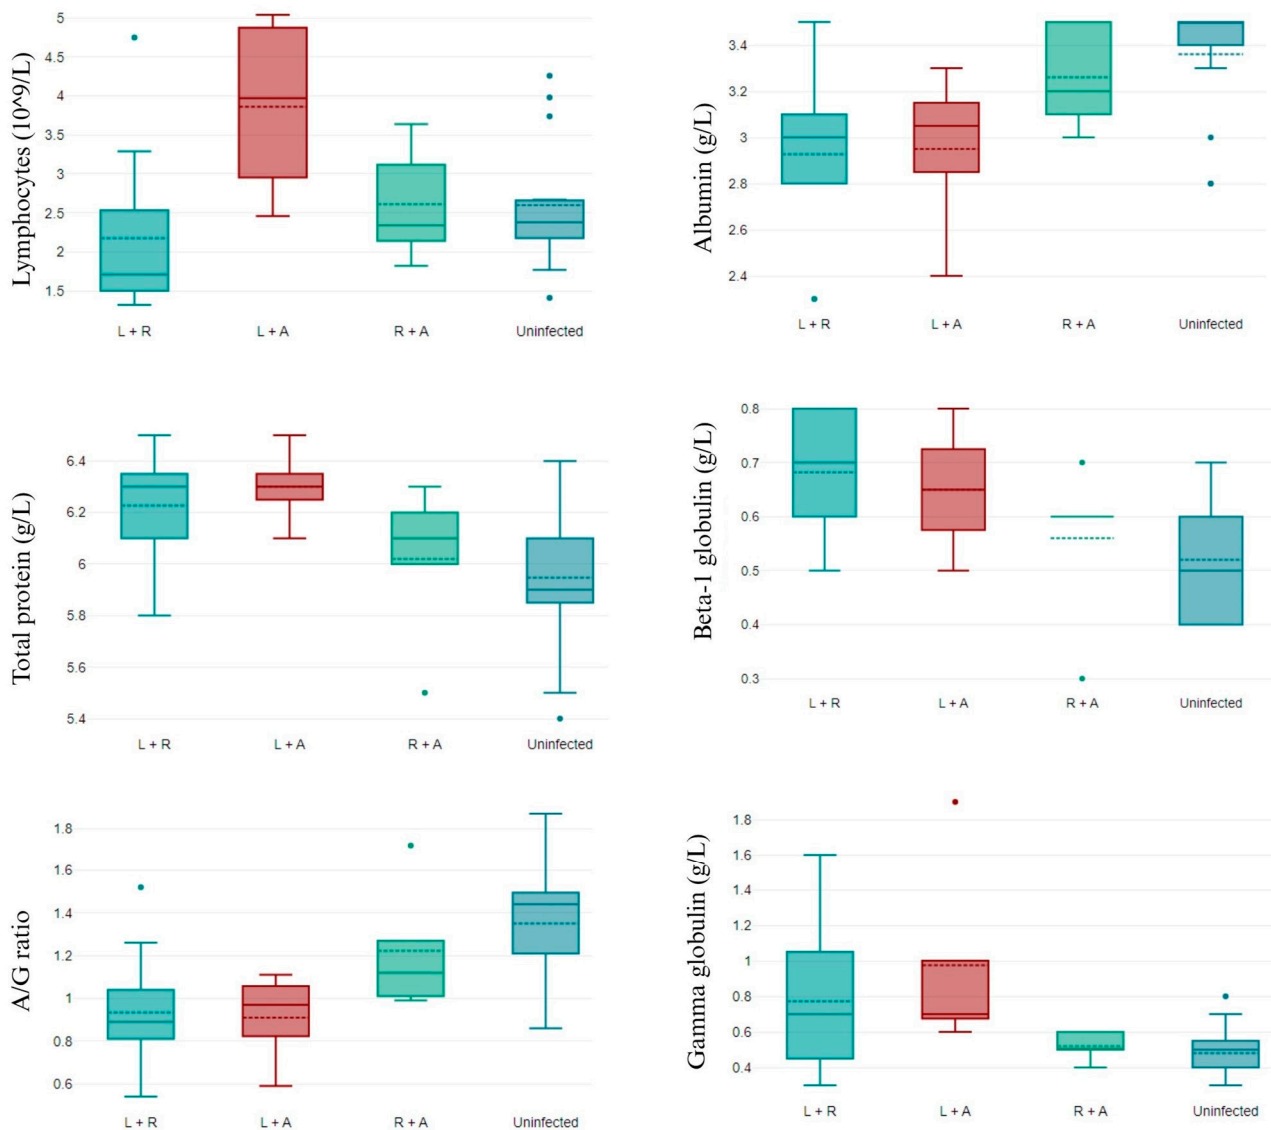 Lymphocytes (10^9/L)
5
4.5
4
3.5
3
2.5
2
1.5
L + R
L + A
R + A
Uninfected
Albumin (g/L)
3.4
3.2
3
2.8
2.6
2.4
L + R
L + A
R + A
Uninfected
Total protein (g/L)
6.4
6.2
6
5.8
5.6
5.4
L + R
L + A
R + A
Uninfected
Beta-1 globulin (g/L)
0.8
0.7
0.6
0.5
0.4
0.3
L + R
L + A
R + A
Uninfected
A/G ratio
1.8
1.6
1.4
1.2
1
0.8
0.6
L + R
L + A
R + A
Uninfected
Gamma globulin (g/L)
1.8
1.6
1.4
1.2
1
0.8
0.6
0.4
L + R
L + A
R + A
Uninfected